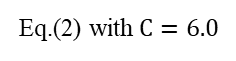 Eq.(2) with C = 6.0